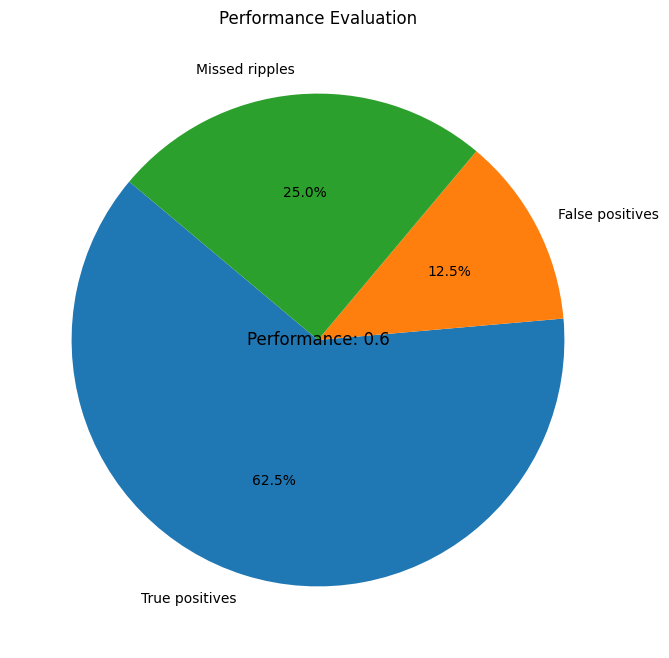 Performance Evaluation
Missed ripples
25.0%
False positives
12.5%
Performance: 0.6
62.5%
True positives